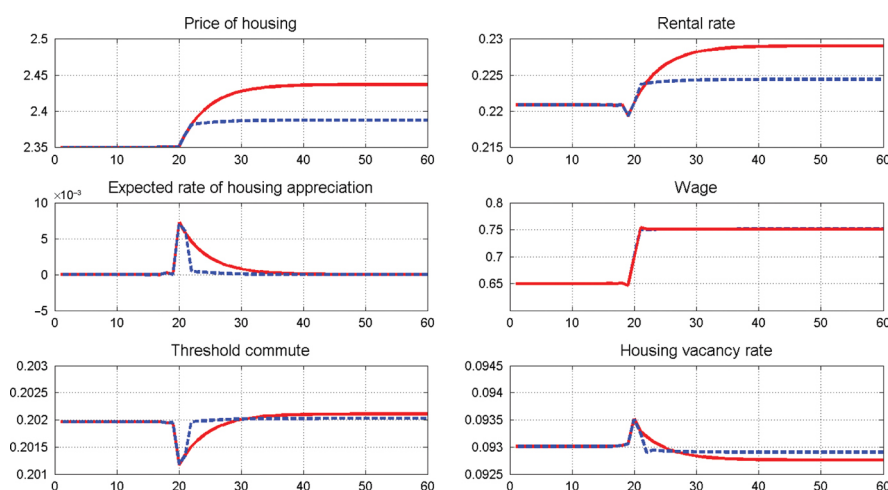 Price of housing
2.5
2.45
2.4
2.35
0 10 20 30 40 50 60
Rental rate
0.23
0.225
0.22
0.215
0 10 20 30 40 50 60
Expected rate of housing appreciation
×10⁻³
10
5
0
−5
0 10 20 30 40 50 60
Wage
0.8
0.75
0.7
0.65
0 10 20 30 40 50 60
Threshold commute
0.203
0.2025
0.202
0.2015
0.201
0 10 20 30 40 50 60
Housing vacancy rate
0.0945
0.094
0.0935
0.093
0.0925
0 10 20 30 40 50 60